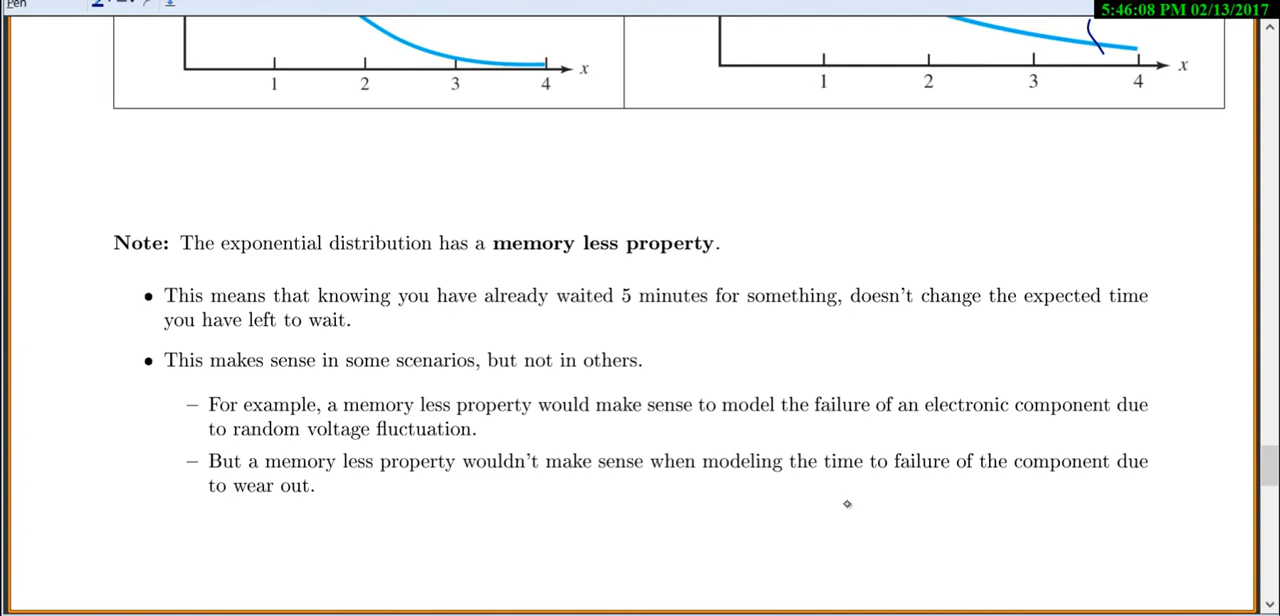 Pen
5:46:08 PM 02/13/2017
x
1 2 3 4
x
1 2 3 4
Note: The exponential distribution has a memory less property.
• This means that knowing you have already waited 5 minutes for something, doesn't change the expected time
you have left to wait.
• This makes sense in some scenarios, but not in others.
– For example, a memory less property would make sense to model the failure of an electronic component due
to random voltage fluctuation.
– But a memory less property wouldn't make sense when modeling the time to failure of the component due
to wear out.